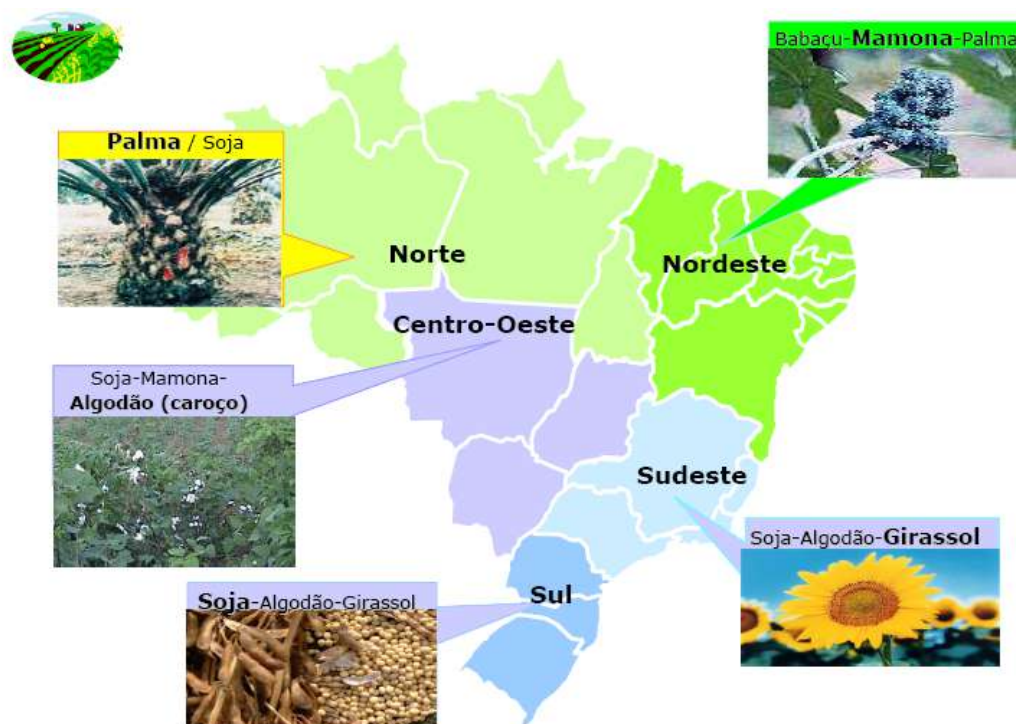 Babaçu-Mamona-Palma
Palma / Soja
Norte
Nordeste
Centro-Oeste
Soja-Mamona-
Algodão (caroço)
Sudeste
Soja-Algodão-Girassol
Sul
Soja-Algodão-Girassol